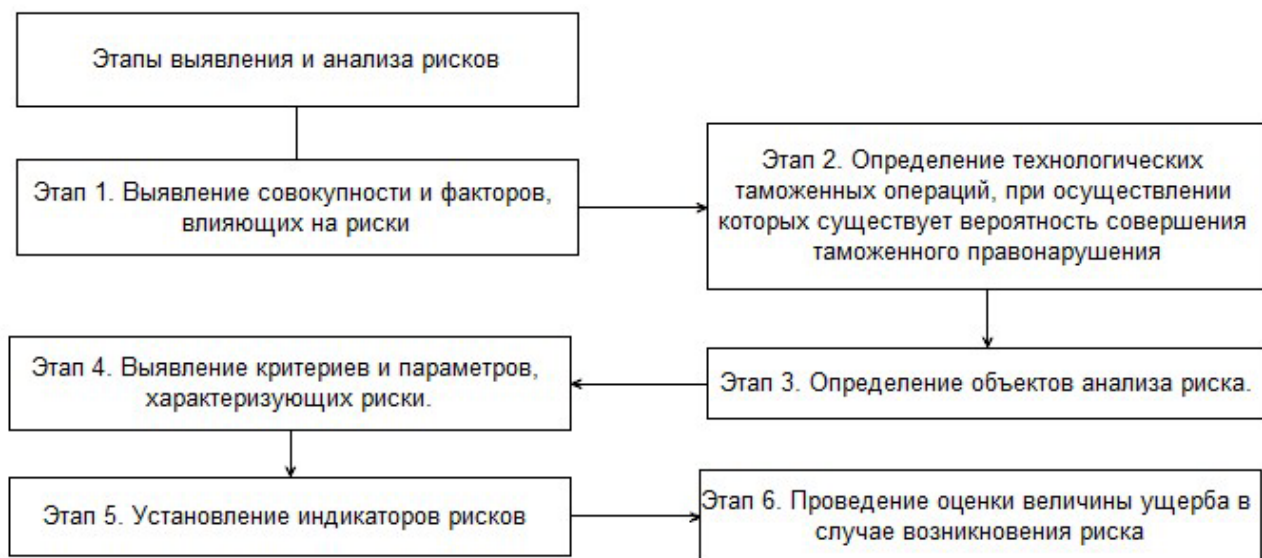 Этапы выявления и анализа рисков
Этап 1. Выявление совокупности и факторов,
влияющих на риски
Этап 2. Определение технологических
таможенных операций, при осуществлении
которых существует вероятность совершения
таможенного правонарушения
Этап 3. Определение объектов анализа риска.
Этап 4. Выявление критериев и параметров,
характеризующих риски.
Этап 5. Установление индикаторов рисков
Этап 6. Проведение оценки величины ущерба в
случае возникновения риска